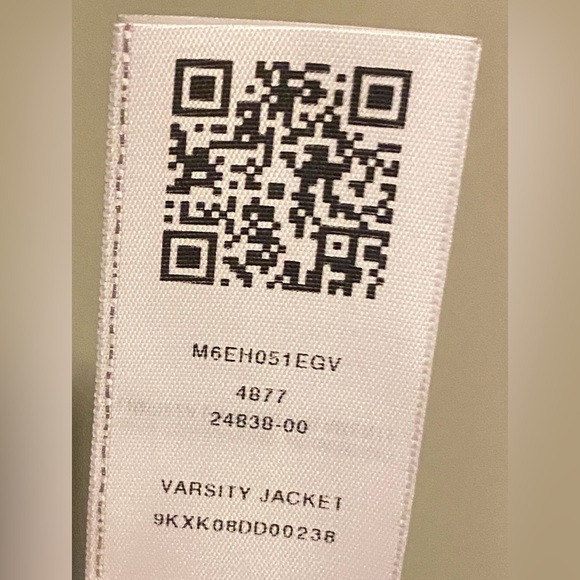 M6EH051EGV
4877
24838-00
VARSITY JACKET
9KXK08DD00238